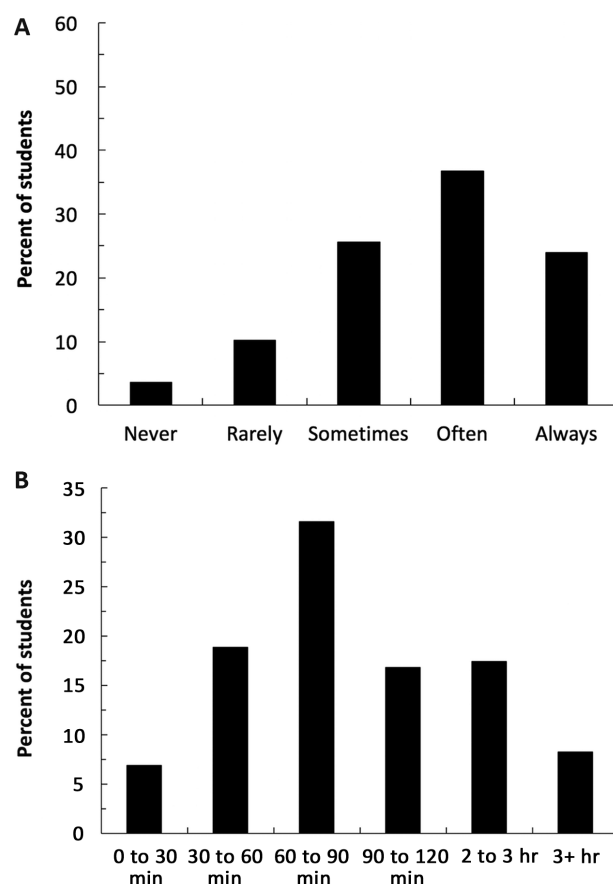 A
Percent of students
60
50
40
30
20
10
0
Never Rarely Sometimes Often Always
B
Percent of students
35
30
25
20
15
10
5
0
0 to 30 30 to 60 60 to 90 90 to 120 2 to 3 hr 3+ hr
min min min min